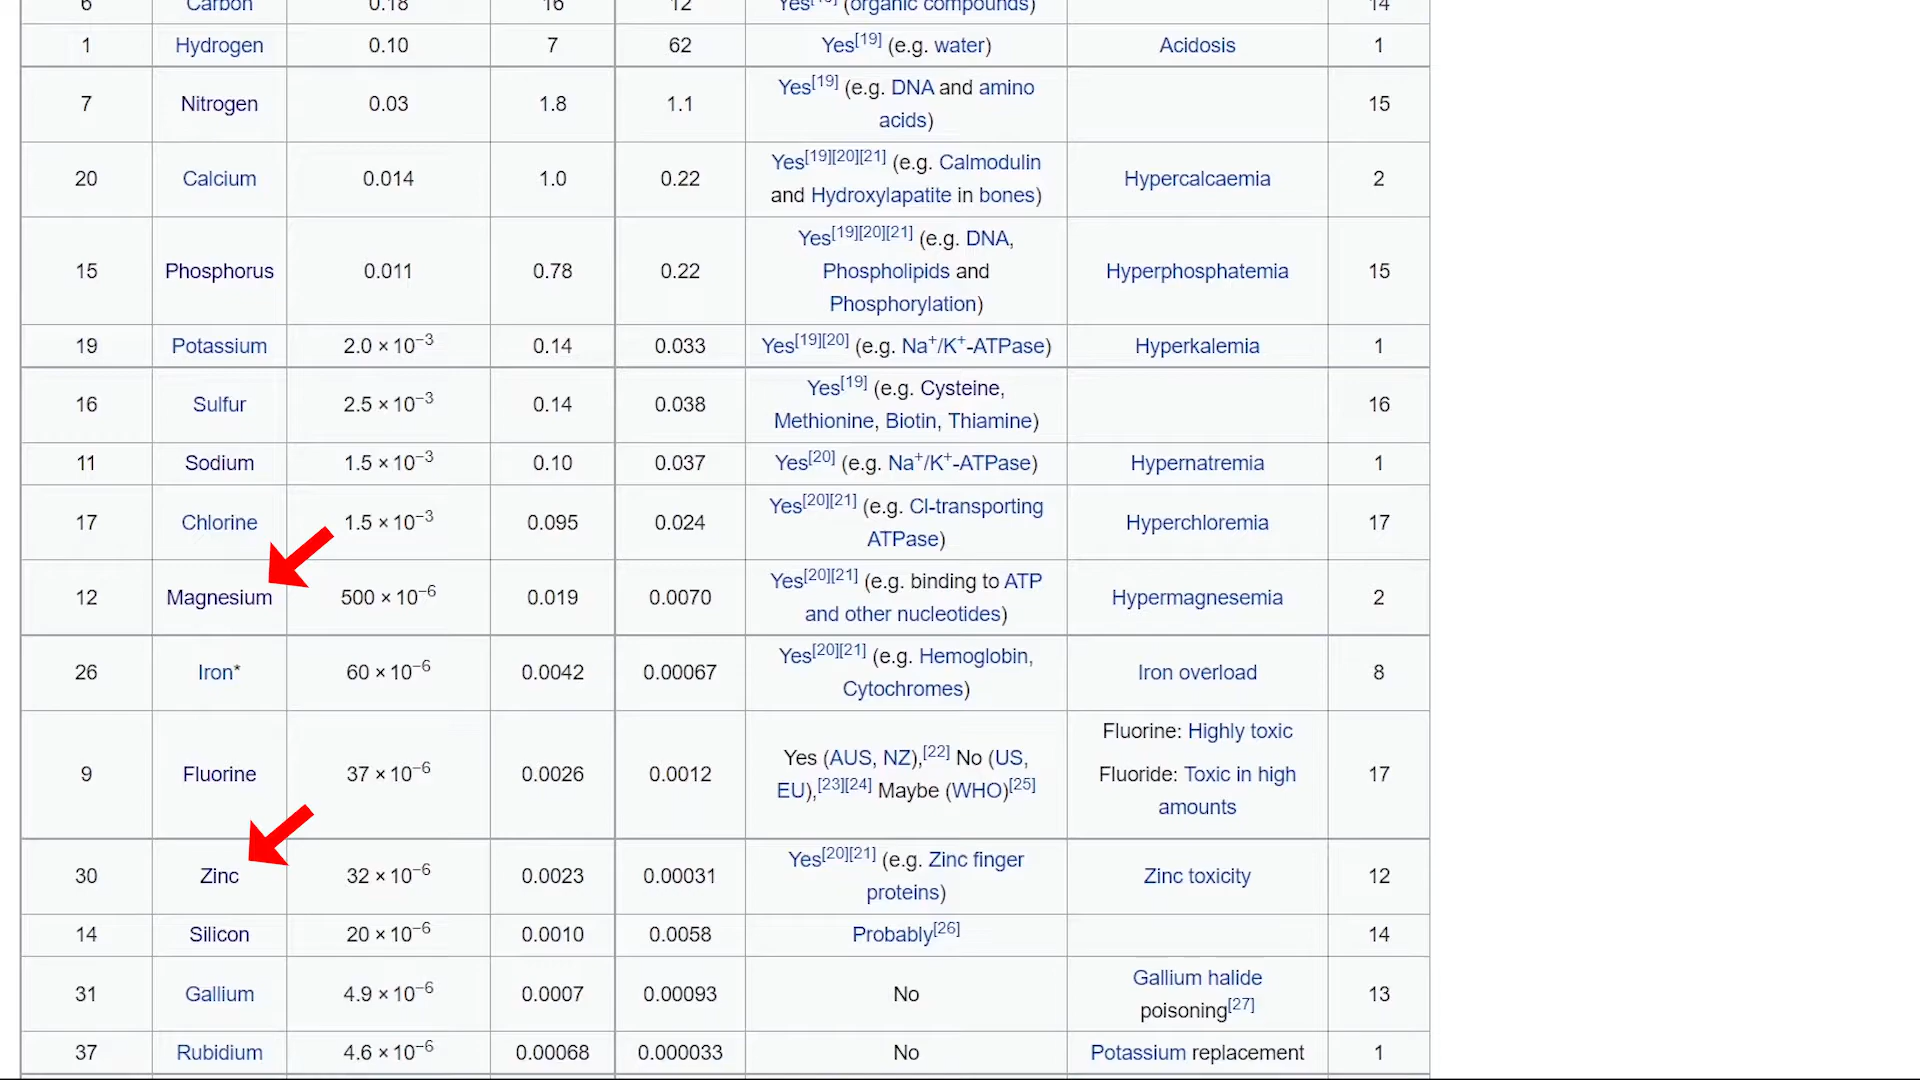 6 Carbon 0.18 16 12 Yes[19] (organic compounds) 14
1 Hydrogen 0.10 7 62 Yes[19] (e.g. water) Acidosis 1
7 Nitrogen 0.03 1.8 1.1 Yes[19] (e.g. DNA and amino
acids) 15
20 Calcium 0.014 1.0 0.22 Yes[19][20][21] (e.g. Calmodulin
and Hydroxylapatite in bones) Hypercalcaemia 2
15 Phosphorus 0.011 0.78 0.22 Yes[19][20][21] (e.g. DNA,
Phospholipids and
Phosphorylation) Hyperphosphatemia 15
19 Potassium 2.0 × 10−3 0.14 0.033 Yes[19][20] (e.g. Na+/K+-ATPase) Hyperkalemia 1
16 Sulfur 2.5 × 10−3 0.14 0.038 Yes[19] (e.g. Cysteine,
Methionine, Biotin, Thiamine) 16
11 Sodium 1.5 × 10−3 0.10 0.037 Yes[20] (e.g. Na+/K+-ATPase) Hypernatremia 1
17 Chlorine 1.5 × 10−3 0.095 0.024 Yes[20][21] (e.g. Cl-transporting
ATPase) Hyperchloremia 17
12 Magnesium 500 × 10−6 0.019 0.0070 Yes[20][21] (e.g. binding to ATP
and other nucleotides) Hypermagnesemia 2
26 Iron* 60 × 10−6 0.0042 0.00067 Yes[20][21] (e.g. Hemoglobin,
Cytochromes) Iron overload 8
9 Fluorine 37 × 10−6 0.0026 0.0012 Yes (AUS, NZ),[22] No (US,
EU),[23][24] Maybe (WHO)[25] Fluorine: Highly toxic
Fluoride: Toxic in high
amounts 17
30 Zinc 32 × 10−6 0.0023 0.00031 Yes[20][21] (e.g. Zinc finger
proteins) Zinc toxicity 12
14 Silicon 20 × 10−6 0.0010 0.0058 Probably[26] 14
31 Gallium 4.9 × 10−6 0.0007 0.00093 No Gallium halide
poisoning[27] 13
37 Rubidium 4.6 × 10−6 0.00068 0.000033 No Potassium replacement 1